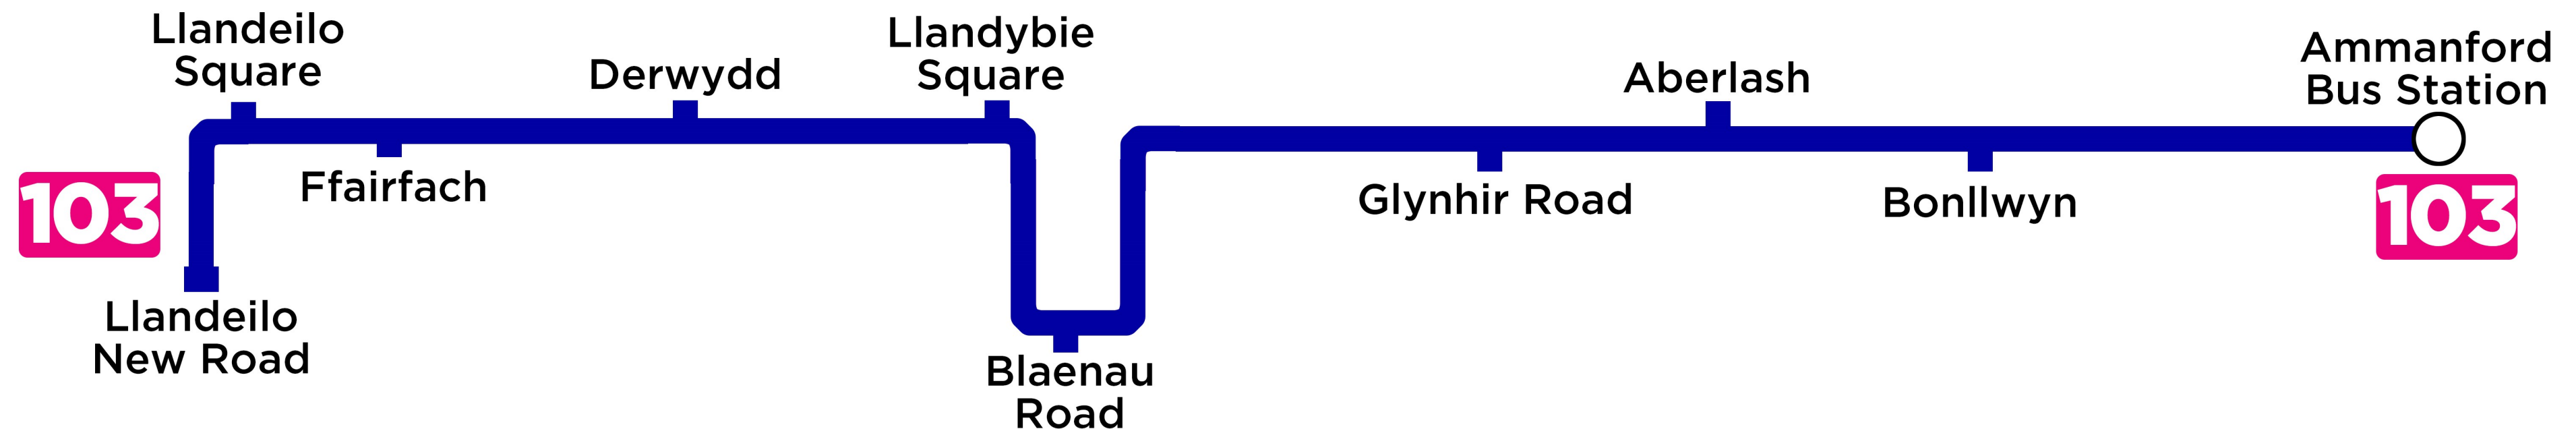 Llandeilo
Square
Derwydd
Llandybie
Square
Aberlash
Ammanford
Bus Station
103
Ffairfach
Glynhir Road
Bonllwyn
103
Llandeilo
New Road
Blaenau
Road